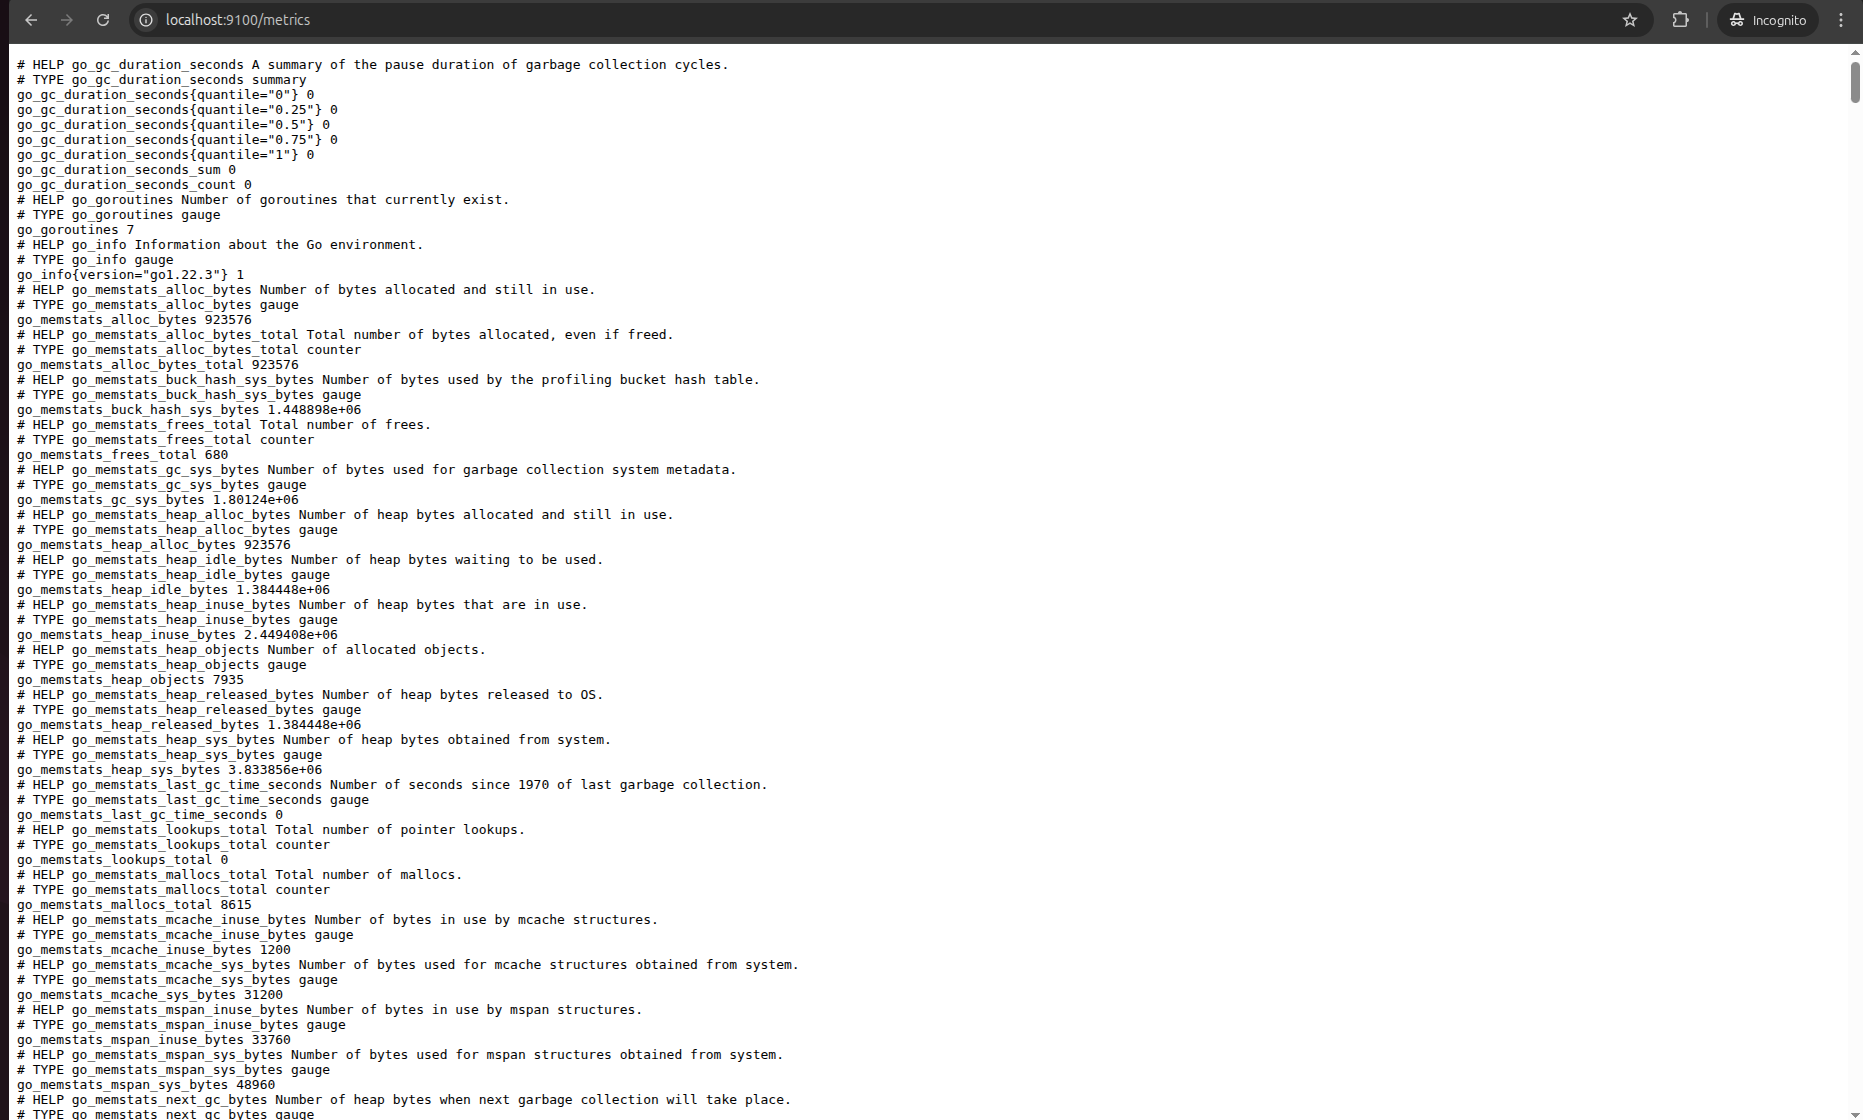 localhost:9100/metrics
Incognito
# HELP go_gc_duration_seconds A summary of the pause duration of garbage collection cycles.
# TYPE go_gc_duration_seconds summary
go_gc_duration_seconds{quantile="0"} 0
go_gc_duration_seconds{quantile="0.25"} 0
go_gc_duration_seconds{quantile="0.5"} 0
go_gc_duration_seconds{quantile="0.75"} 0
go_gc_duration_seconds{quantile="1"} 0
go_gc_duration_seconds_sum 0
go_gc_duration_seconds_count 0
# HELP go_goroutines Number of goroutines that currently exist.
# TYPE go_goroutines gauge
go_goroutines 7
# HELP go_info Information about the Go environment.
# TYPE go_info gauge
go_info{version="go1.22.3"} 1
# HELP go_memstats_alloc_bytes Number of bytes allocated and still in use.
# TYPE go_memstats_alloc_bytes gauge
go_memstats_alloc_bytes 923576
# HELP go_memstats_alloc_bytes_total Total number of bytes allocated, even if freed.
# TYPE go_memstats_alloc_bytes_total counter
go_memstats_alloc_bytes_total 923576
# HELP go_memstats_buck_hash_sys_bytes Number of bytes used by the profiling bucket hash table.
# TYPE go_memstats_buck_hash_sys_bytes gauge
go_memstats_buck_hash_sys_bytes 1.448898e+06
# HELP go_memstats_frees_total Total number of frees.
# TYPE go_memstats_frees_total counter
go_memstats_frees_total 680
# HELP go_memstats_gc_sys_bytes Number of bytes used for garbage collection system metadata.
# TYPE go_memstats_gc_sys_bytes gauge
go_memstats_gc_sys_bytes 1.80124e+06
# HELP go_memstats_heap_alloc_bytes Number of heap bytes allocated and still in use.
# TYPE go_memstats_heap_alloc_bytes gauge
go_memstats_heap_alloc_bytes 923576
# HELP go_memstats_heap_idle_bytes Number of heap bytes waiting to be used.
# TYPE go_memstats_heap_idle_bytes gauge
go_memstats_heap_idle_bytes 1.384448e+06
# HELP go_memstats_heap_inuse_bytes Number of heap bytes that are in use.
# TYPE go_memstats_heap_inuse_bytes gauge
go_memstats_heap_inuse_bytes 2.449408e+06
# HELP go_memstats_heap_objects Number of allocated objects.
# TYPE go_memstats_heap_objects gauge
go_memstats_heap_objects 7935
# HELP go_memstats_heap_released_bytes Number of heap bytes released to OS.
# TYPE go_memstats_heap_released_bytes gauge
go_memstats_heap_released_bytes 1.384448e+06
# HELP go_memstats_heap_sys_bytes Number of heap bytes obtained from system.
# TYPE go_memstats_heap_sys_bytes gauge
go_memstats_heap_sys_bytes 3.833856e+06
# HELP go_memstats_last_gc_time_seconds Number of seconds since 1970 of last garbage collection.
# TYPE go_memstats_last_gc_time_seconds gauge
go_memstats_last_gc_time_seconds 0
# HELP go_memstats_lookups_total Total number of pointer lookups.
# TYPE go_memstats_lookups_total counter
go_memstats_lookups_total 0
# HELP go_memstats_mallocs_total Total number of mallocs.
# TYPE go_memstats_mallocs_total counter
go_memstats_mallocs_total 8615
# HELP go_memstats_mcache_inuse_bytes Number of bytes in use by mcache structures.
# TYPE go_memstats_mcache_inuse_bytes gauge
go_memstats_mcache_inuse_bytes 1200
# HELP go_memstats_mcache_sys_bytes Number of bytes used for mcache structures obtained from system.
# TYPE go_memstats_mcache_sys_bytes gauge
go_memstats_mcache_sys_bytes 31200
# HELP go_memstats_mspan_inuse_bytes Number of bytes in use by mspan structures.
# TYPE go_memstats_mspan_inuse_bytes gauge
go_memstats_mspan_inuse_bytes 33760
# HELP go_memstats_mspan_sys_bytes Number of bytes used for mspan structures obtained from system.
# TYPE go_memstats_mspan_sys_bytes gauge
go_memstats_mspan_sys_bytes 48960
# HELP go_memstats_next_gc_bytes Number of heap bytes when next garbage collection will take place.
# TYPE go_memstats_next_gc_bytes gauge